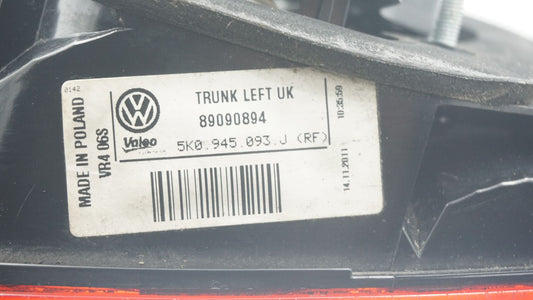 0142
MADE IN POLAND
VR4 06S
TRUNK LEFT UK
89090894
Valeo
5K0.945.093.J (RF)
10:35:59
14.11.2011